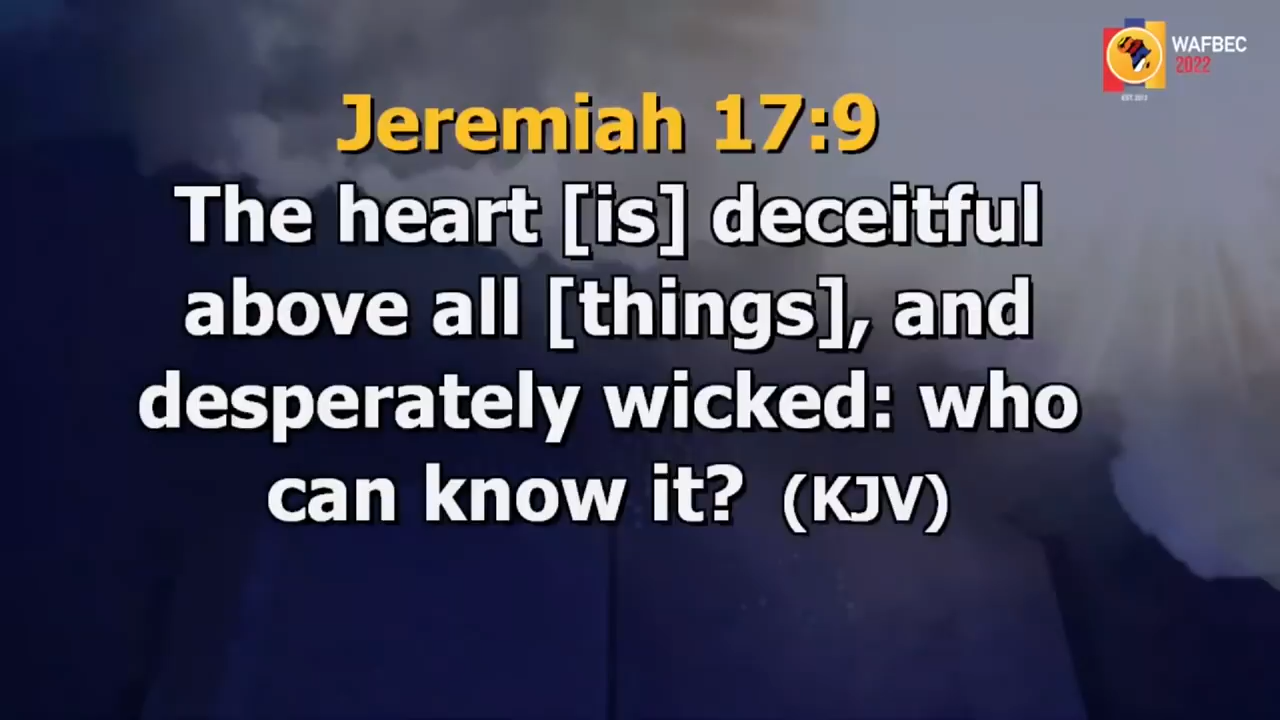 WAFBEC
2022
Jeremiah 17:9
The heart [is] deceitful
above all [things], and
desperately wicked: who
can know it? (KJV)